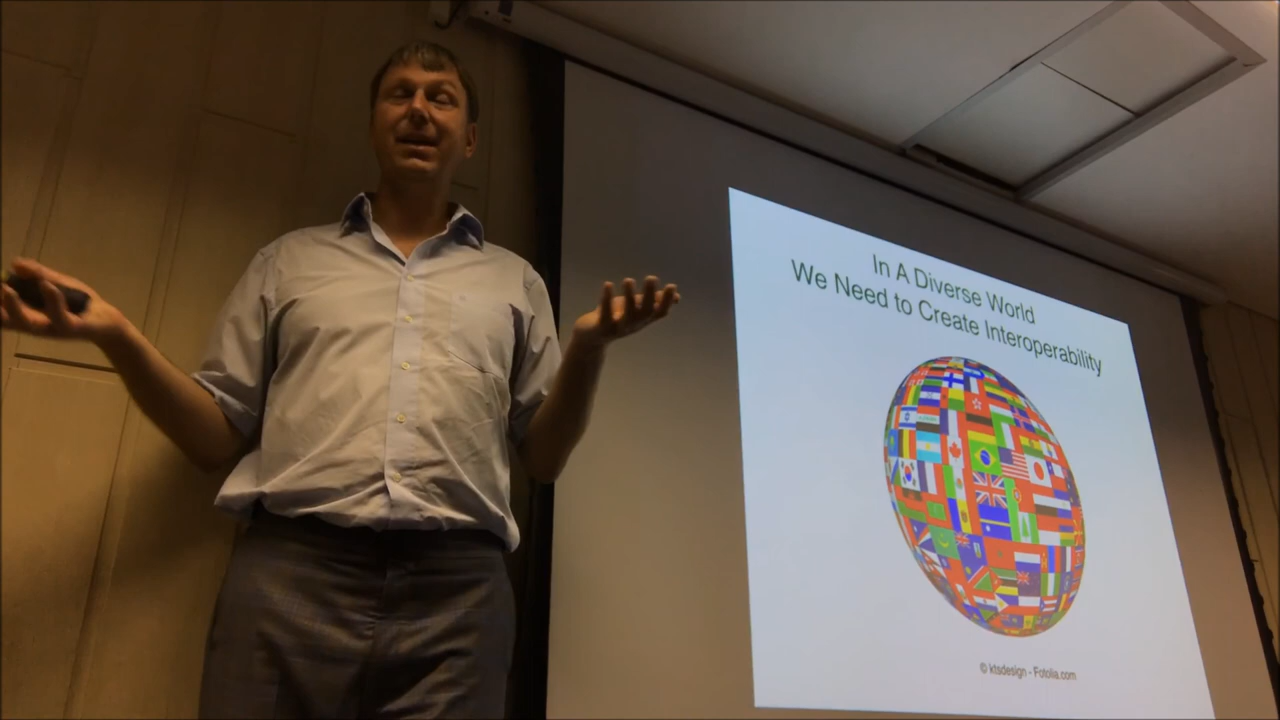 In A Diverse World
We Need to Create Interoperability
© ktsdesign - Fotolia.com